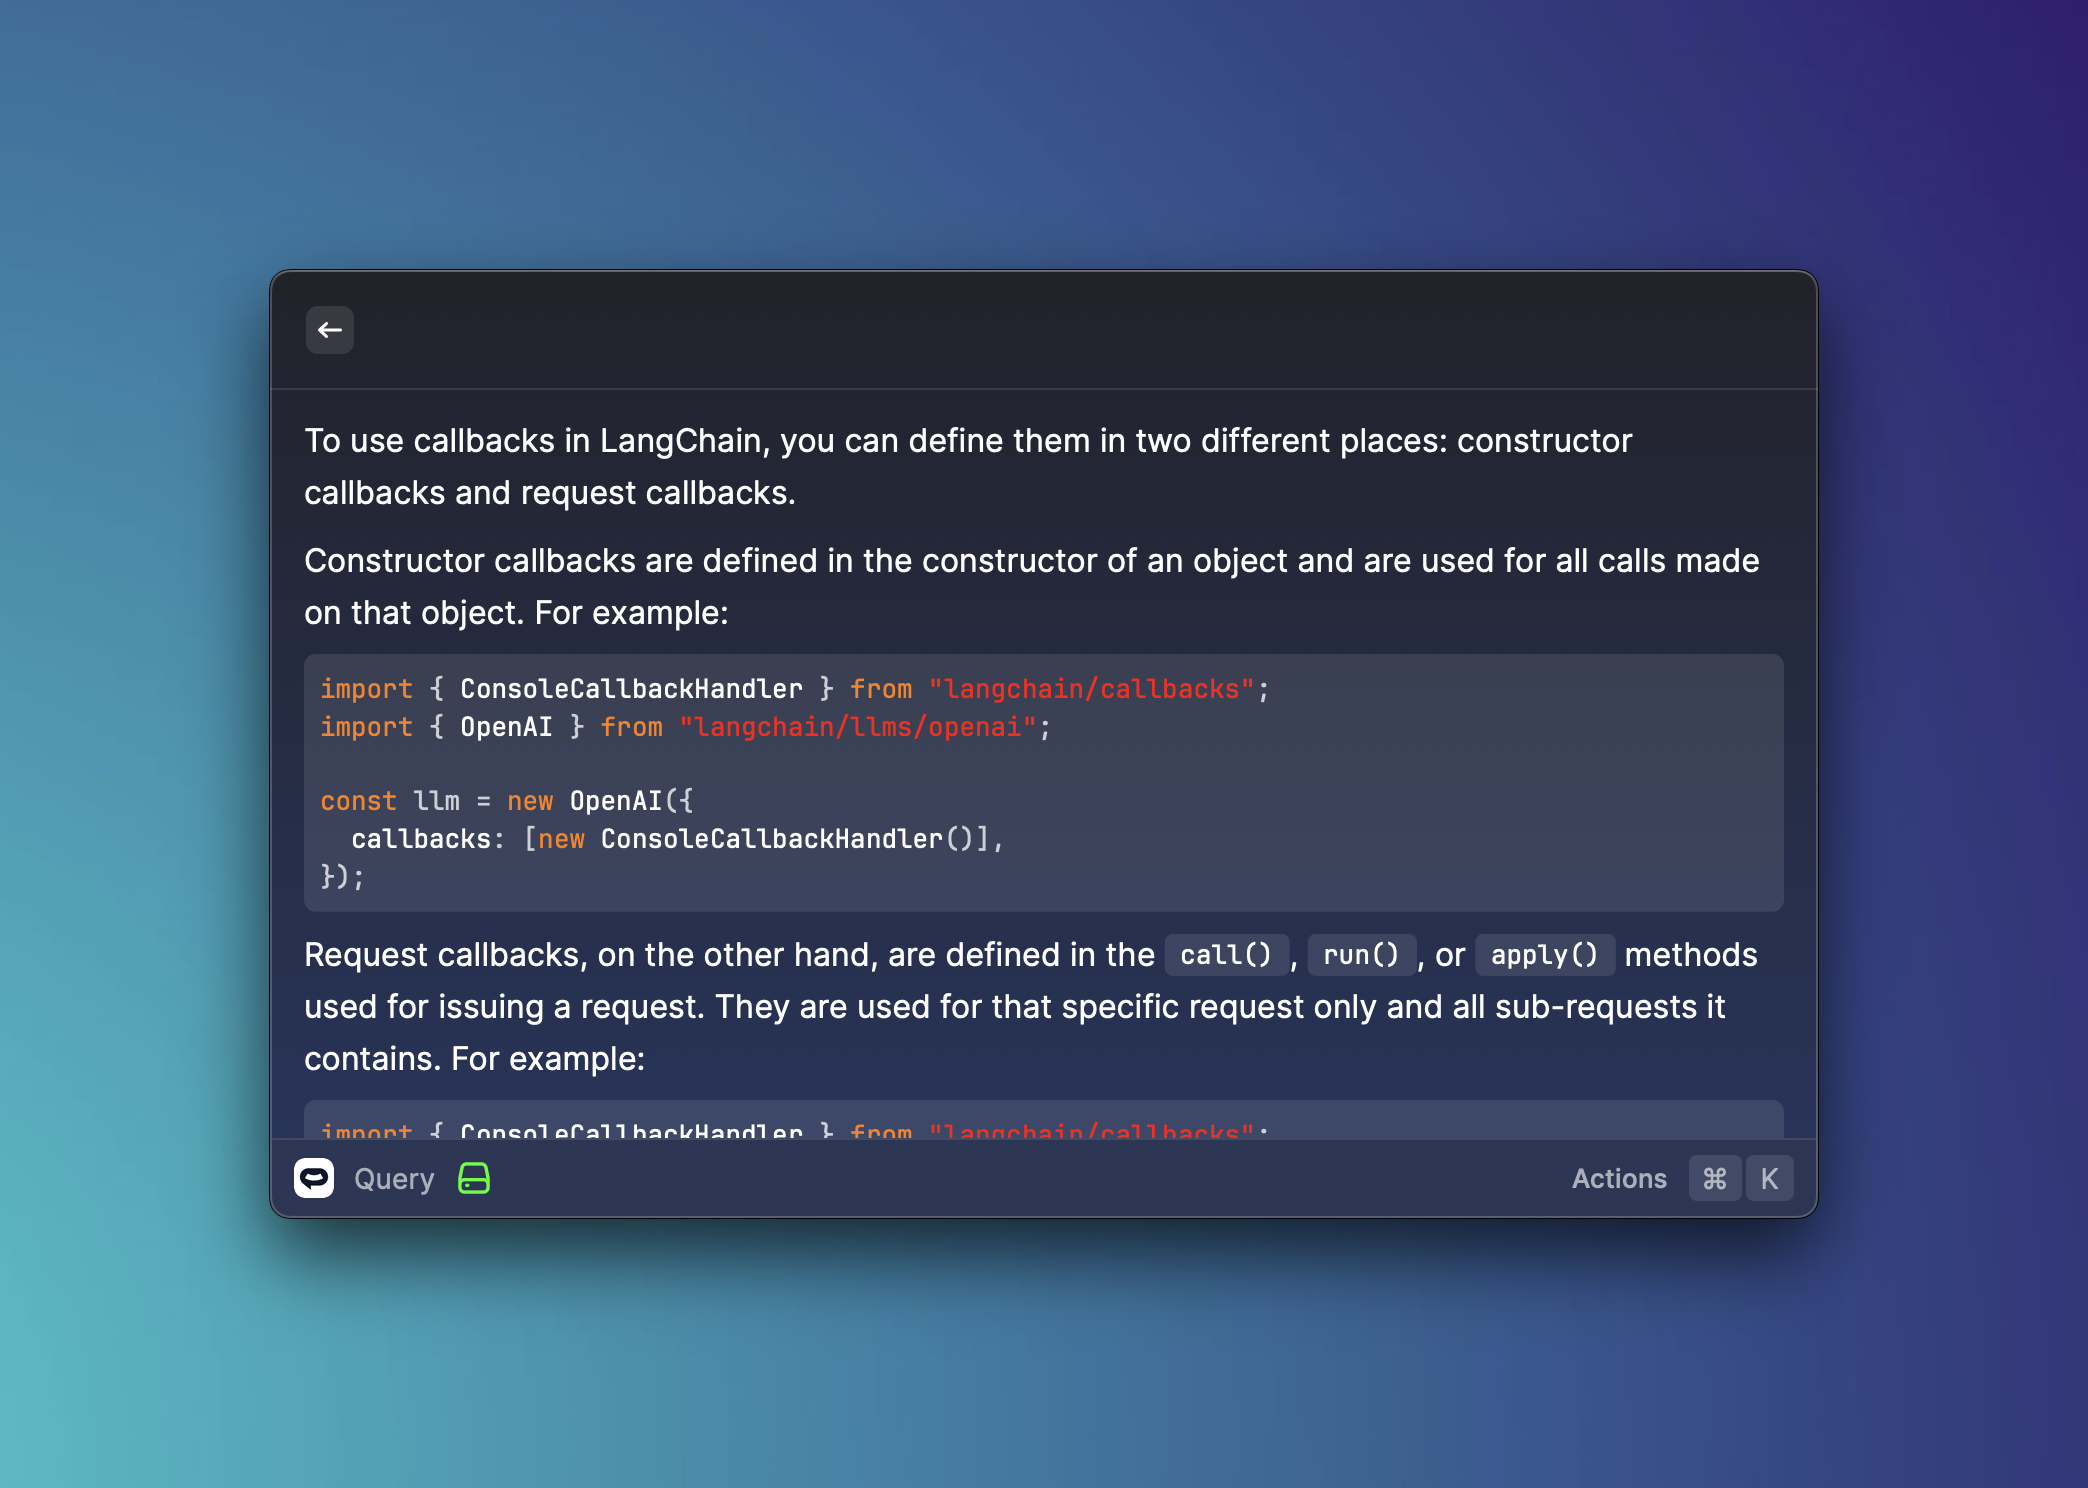 To use callbacks in LangChain, you can define them in two different places: constructor
callbacks and request callbacks.
Constructor callbacks are defined in the constructor of an object and are used for all calls made
on that object. For example:
import { ConsoleCallbackHandler } from "langchain/callbacks";
import { OpenAI } from "langchain/llms/openai";
const llm = new OpenAI({
  callbacks: [new ConsoleCallbackHandler()],
});
Request callbacks, on the other hand, are defined in the call(), run(), or apply() methods
used for issuing a request. They are used for that specific request only and all sub-requests it
contains. For example:
import { ConsoleCallbackHandler } from "langchain/callbacks";
Query
Actions ⌘ K